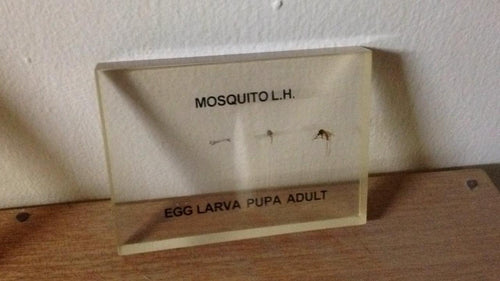 MOSQUITO L.H.
EGG LARVA PUPA ADULT